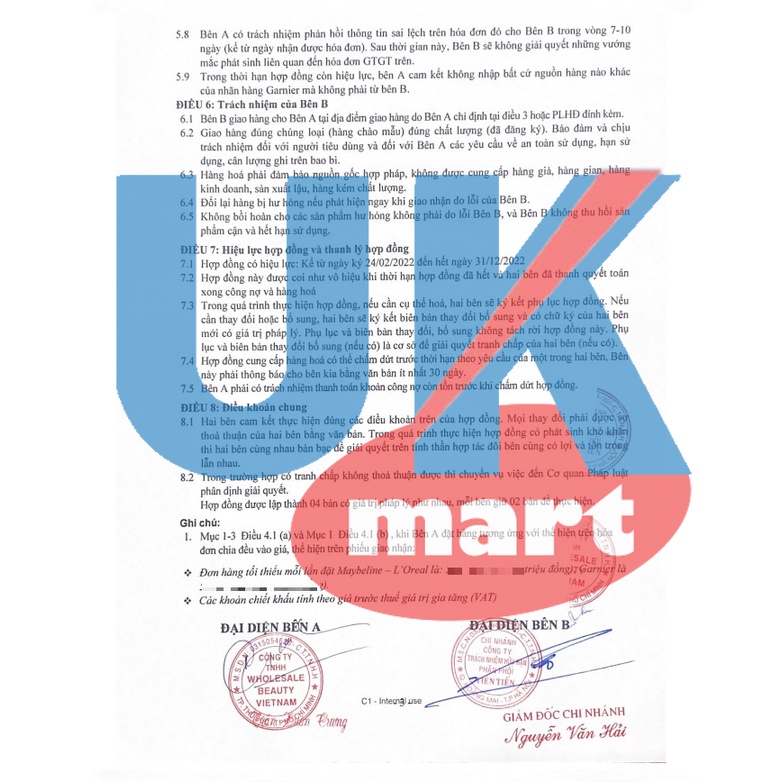 5.8 Bên A có trách nhiệm phản hồi thông tin sai lệch trên hóa đơn đỏ cho Bên B trong vòng 7-10
ngày (kể từ ngày nhận được hóa đơn). Sau thời gian này, Bên B sẽ không giải quyết những vướng
mắc phát sinh liên quan đến hóa đơn GTGT trên.
5.9 Trong thời hạn hợp đồng còn hiệu lực, bên A cam kết không nhập bất cứ nguồn hàng nào khác
của nhãn hàng Garnier mà không phải từ bên B.
ĐIỀU 6: Trách nhiệm của Bên B
6.1 Bên B giao hàng cho Bên A tại địa điểm giao hàng do Bên A chỉ định tại điều 3 hoặc PLHĐ đính kèm.
6.2 Giao hàng đúng chủng loại (hàng chào mẫu) đúng chất lượng (đã đăng ký). Bảo đảm và chịu
trách nhiệm đối với người tiêu dùng và đối với Bên A các yêu cầu về an toàn sử dụng, hạn sử
dụng, cân lượng ghi trên bao bì.
6.3 Hàng hoá phải đảm bảo nguồn gốc hợp pháp, không được cung cấp hàng giả, hàng gian, hàng
kinh doanh, sản xuất lậu, hàng kém chất lượng.
6.4 Đổi lại hàng bị hư hỏng nếu phát hiện ngay khi giao nhận do lỗi của Bên B.
6.5 Không bồi hoàn cho các sản phẩm hư hỏng không phải do lỗi Bên B, và Bên B không thu hồi sản
phẩm cận và hết hạn sử dụng.
ĐIỀU 7: Hiệu lực hợp đồng và thanh lý hợp đồng
7.1 Hợp đồng có hiệu lực: Kể từ ngày ký 24/02/2022 đến hết ngày 31/12/2022
7.2 Hợp đồng này được coi như vô hiệu khi thời hạn hợp đồng đã hết và hai bên đã thanh quyết toán
xong công nợ và hàng hoá
7.3 Trong quá trình thực hiện hợp đồng, nếu cần cụ thể hoá, hai bên sẽ ký kết phụ lục hợp đồng. Nếu
cần thay đổi hoặc bổ sung, hai bên sẽ ký kết biên bản thay đổi bổ sung và có chữ ký của hai bên
mới có giá trị pháp lý. Phụ lục và biên bản thay đổi, bổ sung không tách rời hợp đồng này. Phụ
lục và biên bản thay đổi bổ sung (nếu có) là cơ sở để giải quyết tranh chấp của hai bên (nếu có).
7.4 Hợp đồng cung cấp hàng hoá có thể chấm dứt trước thời hạn theo yêu cầu của một trong hai bên, Bên
này phải thông báo cho bên kia bằng văn bản ít nhất 30 ngày.
7.5 Bên A phải có trách nhiệm thanh toán khoản công nợ còn tồn trước khi chấm dứt hợp đồng.
ĐIỀU 8: Điều khoản chung
8.1 Hai bên cam kết thực hiện đúng các điều khoản trên của hợp đồng. Mọi thay đổi phải được sự
thoả thuận của hai bên bằng văn bản. Trong quá trình thực hiện hợp đồng có phát sinh khó khăn
thì hai bên cùng nhau bàn bạc để giải quyết trên tinh thần hợp tác đôi bên cùng có lợi và tôn trọng
lẫn nhau.
8.2 Trong trường hợp có tranh chấp không thoả thuận được thì chuyển vụ việc đến Cơ quan Pháp luật
phân định giải quyết.
Hợp đồng được lập thành 04 bản có giá trị pháp lý như nhau, mỗi bên giữ 02 bản để thực hiện.
Ghi chú:
1. Mục 1-3 Điều 4.1 (a) và Mục 1 Điều 4.1 (b), khi Bên A đặt hàng tương ứng với thể hiện trên hóa
đơn chia đều vào giá, thể hiện trên phiếu giao nhận:
❖ Đơn hàng tối thiểu mỗi lần đặt Maybeline – L'Oreal là: triệu đồng), Garnier là
:
❖ Các khoản chiết khấu tính theo giá trước thuế giá trị gia tăng (VAT)
UK
mart
ĐẠI DIỆN BÊN A ĐẠI DIỆN BÊN B
CÔNG TY
TNHH
WHOLESALE
BEAUTY
VIETNAM
CHI NHÁNH
CÔNG TY
TRÁCH NHIỆM HỮU HẠN
PHÂN PHỐI
TIÊN TIẾN
C1 - Internal use
GIÁM ĐỐC CHI NHÁNH
Nguyễn Văn Hải